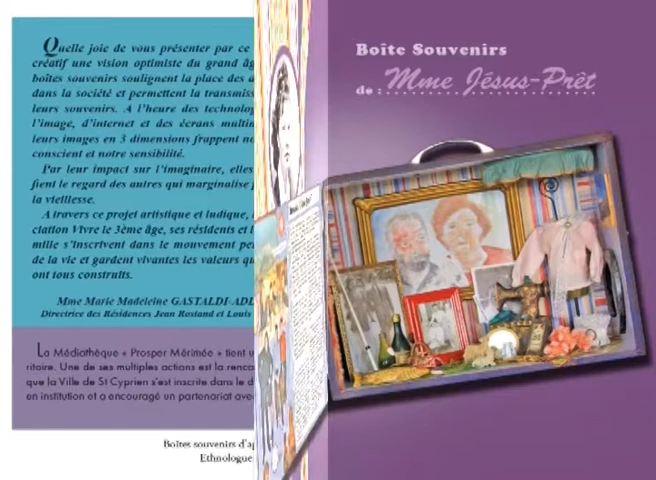 Quelle joie de vous présenter par ce
créatif une vision optimiste du grand âg
boîtes souvenirs soulignent la place des a
dans la société et permettent la transmiss
leurs souvenirs. A l'heure des technolog
l'image, d'internet et des écrans multim
leurs images en 3 dimensions frappent no
conscient et notre sensibilité.
Par leur impact sur l'imaginaire, elles
fient le regard des autres qui marginalise
la vieillesse.
A travers ce projet artistique et ludique,
ciation Vivre le 3ème âge, ses résidents et l
mille s'inscrivent dans le mouvement per
de la vie et gardent vivantes les valeurs qu
ont tous construits.
Mme Marie Madeleine GASTALDI-ADL
Directrice des Résidences Jean Rostand et Louis
La Médiathèque « Prosper Mérimée » tient u
ritoire. Une de ses multiples actions est la renco
que la Ville de St Cyprien s'est inscrite dans le d
en institution et a encouragé un partenariat ave
Boîtes souvenirs d'ap
Ethnologue
Boîte Souvenirs
de : Mme Jésus-Prêt